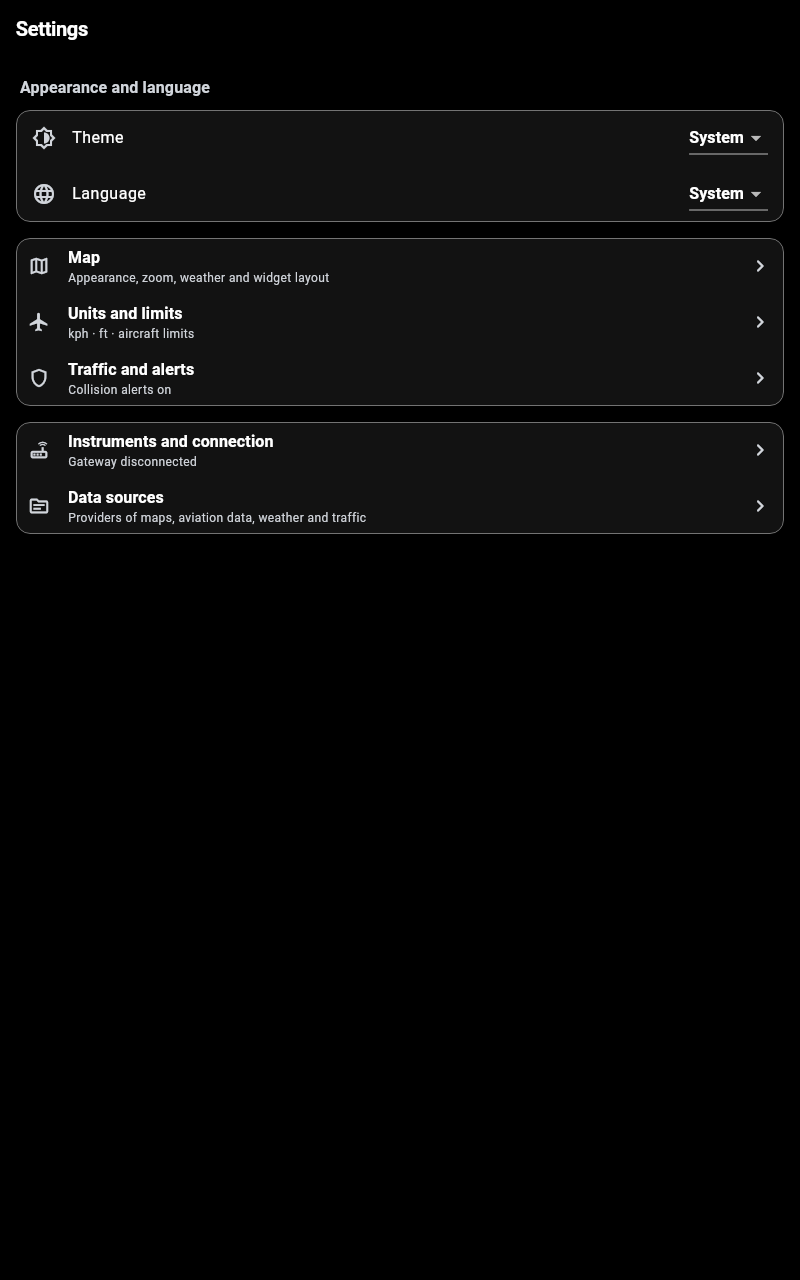 Settings
Appearance and language
Theme
System
Language
System
Map
Appearance, zoom, weather and widget layout
Units and limits
kph · ft · aircraft limits
Traffic and alerts
Collision alerts on
Instruments and connection
Gateway disconnected
Data sources
Providers of maps, aviation data, weather and traffic